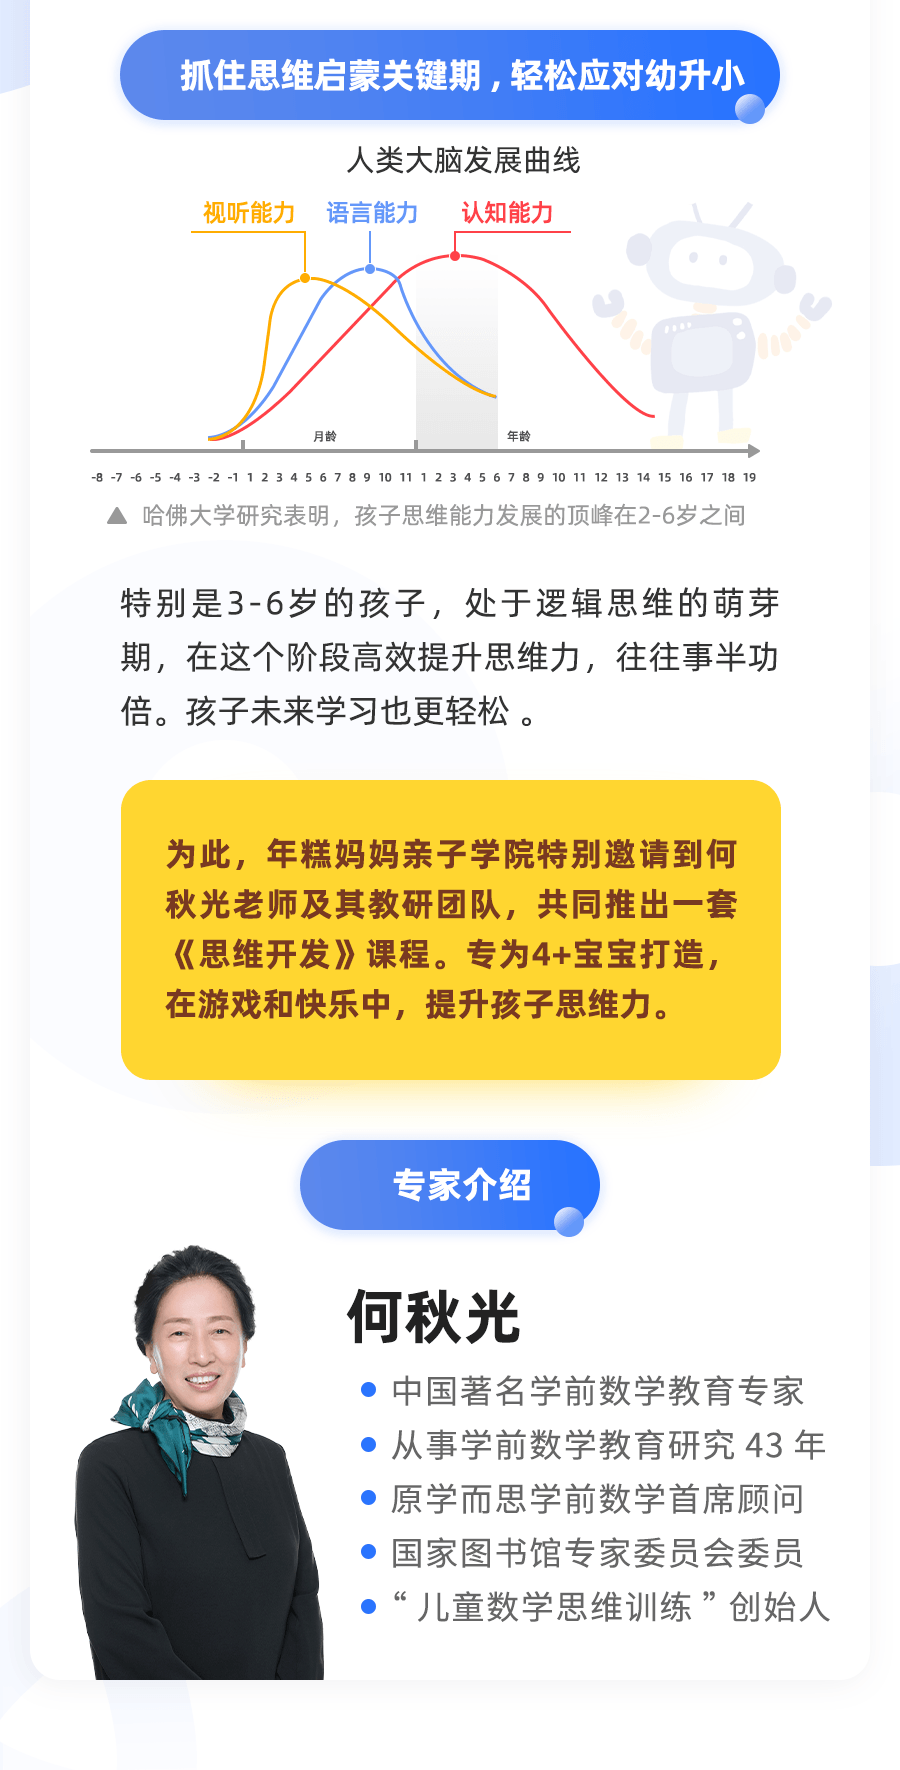 抓住思维启蒙关键期，轻松应对幼升小
人类大脑发展曲线
视听能力 语言能力 认知能力
月龄 年龄
-8 -7 -6 -5 -4 -3 -2 -1 1 2 3 4 5 6 7 8 9 10 11 1 2 3 4 5 6 7 8 9 10 11 12 13 14 15 16 17 18 19
▲ 哈佛大学研究表明，孩子思维能力发展的顶峰在2-6岁之间
特别是3-6岁的孩子，处于逻辑思维的萌芽
期，在这个阶段高效提升思维力，往往事半功
倍。孩子未来学习也更轻松 。
为此，年糕妈妈亲子学院特别邀请到何
秋光老师及其教研团队，共同推出一套
《思维开发》课程。专为4+宝宝打造，
在游戏和快乐中，提升孩子思维力。
专家介绍
何秋光
中国著名学前数学教育专家
从事学前数学教育研究 43 年
原学而思学前数学首席顾问
国家图书馆专家委员会委员
“ 儿童数学思维训练 ” 创始人